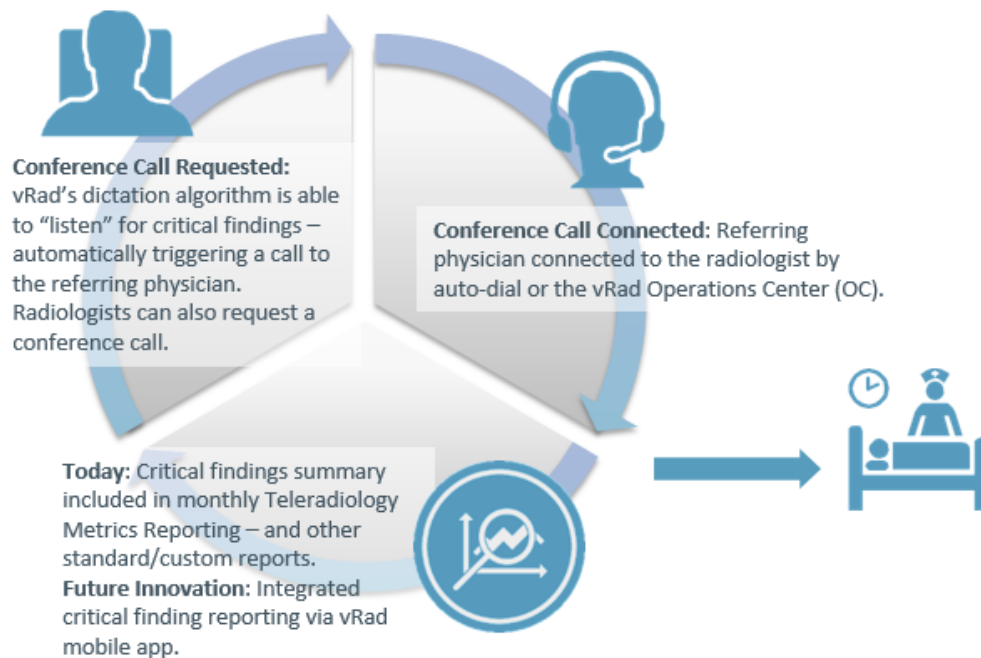 Conference Call Requested:
vRad’s dictation algorithm is able
to “listen” for critical findings –
automatically triggering a call to
the referring physician.
Radiologists can also request a
conference call.
Conference Call Connected: Referring
physician connected to the radiologist by
auto-dial or the vRad Operations Center (OC).
Today: Critical findings summary
included in monthly Teleradiology
Metrics Reporting – and other
standard/custom reports.
Future Innovation: Integrated
critical finding reporting via vRad
mobile app.